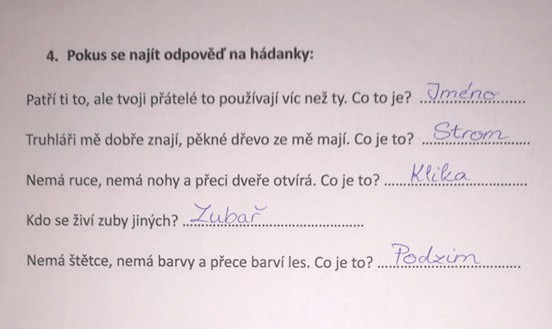 4. Pokus se najít odpověď na hádanky:
Patří ti to, ale tvoji přátelé to používají víc než ty. Co to je? Jméno
Truhláři mě dobře znají, pěkné dřevo ze mě mají. Co je to? Strom
Nemá ruce, nemá nohy a přeci dveře otvírá. Co je to? Klika
Kdo se živí zuby jiných? Zubař
Nemá štětce, nemá barvy a přece barví les. Co je to? Podzim